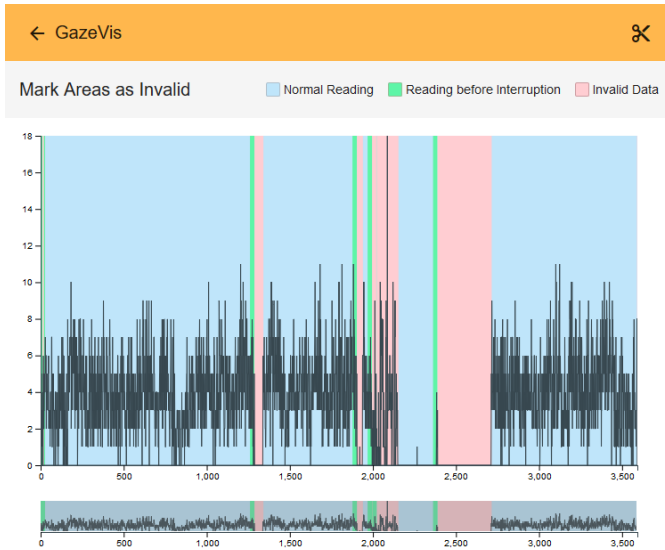 GazeVis
Mark Areas as Invalid
Normal Reading Reading before Interruption Invalid Data
18
16
14
12
10
8
6
4
2
0
0 500 1,000 1,500 2,000 2,500 3,000 3,500
0 500 1,000 1,500 2,000 2,500 3,000 3,500